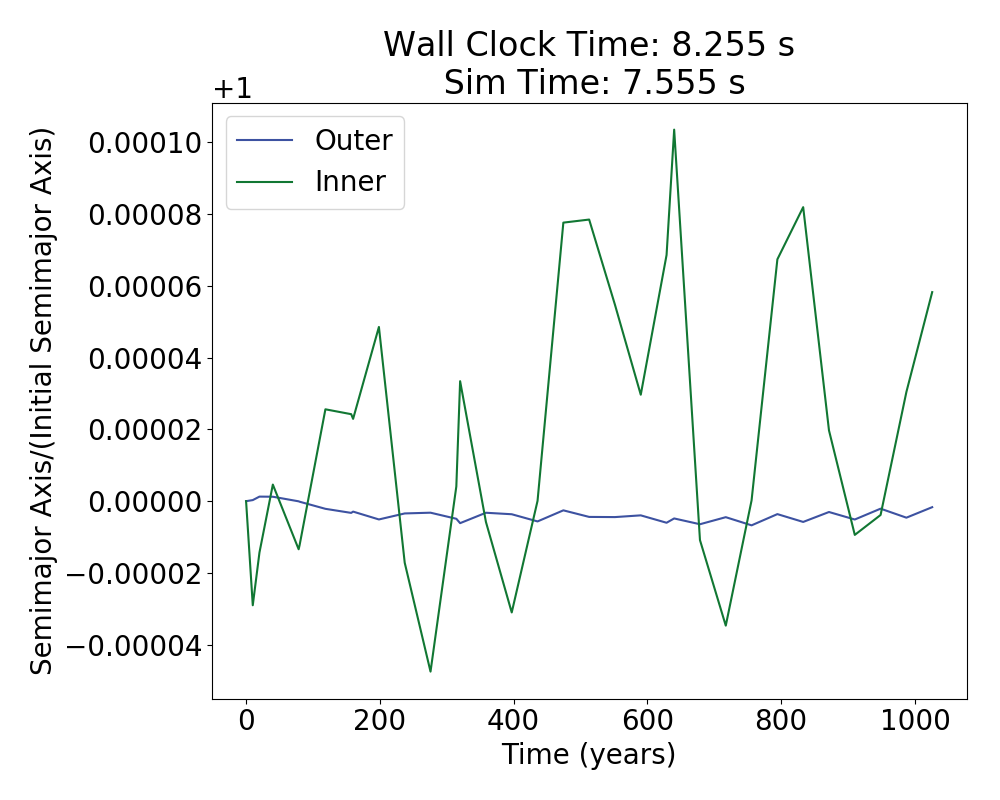 Wall Clock Time: 8.255 s
Sim Time: 7.555 s
+1
Semimajor Axis/(Initial Semimajor Axis)
0.00010
0.00008
0.00006
0.00004
0.00002
0.00000
−0.00002
−0.00004
Outer
Inner
0 200 400 600 800 1000
Time (years)